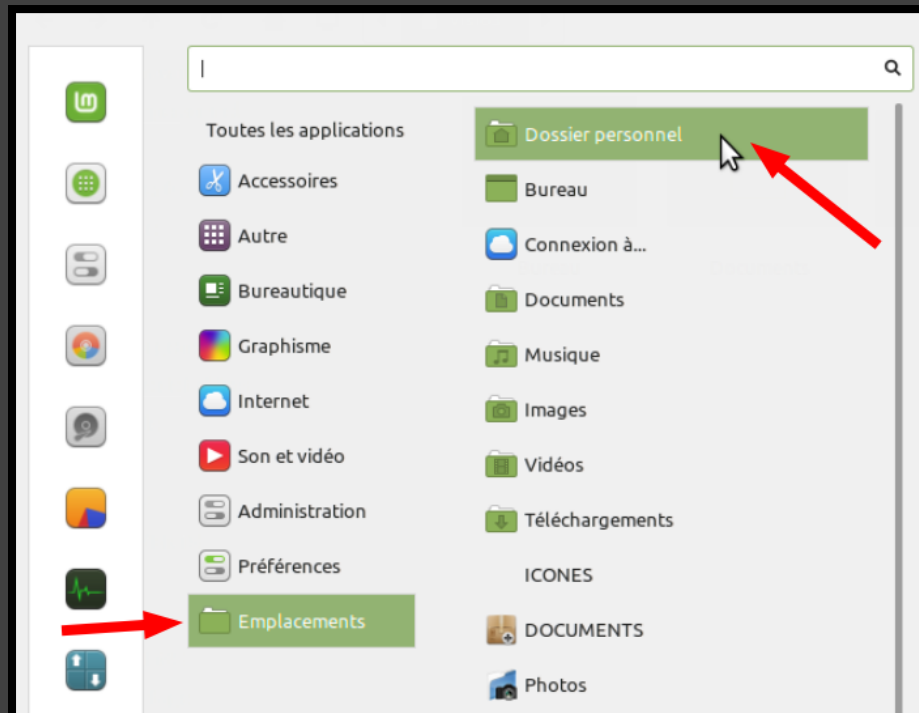 Toutes les applications
Accessoires
Autre
Bureautique
Graphisme
Internet
Son et vidéo
Administration
Préférences
Emplacements
Dossier personnel
Bureau
Connexion à...
Documents
Musique
Images
Vidéos
Téléchargements
ICONES
DOCUMENTS
Photos